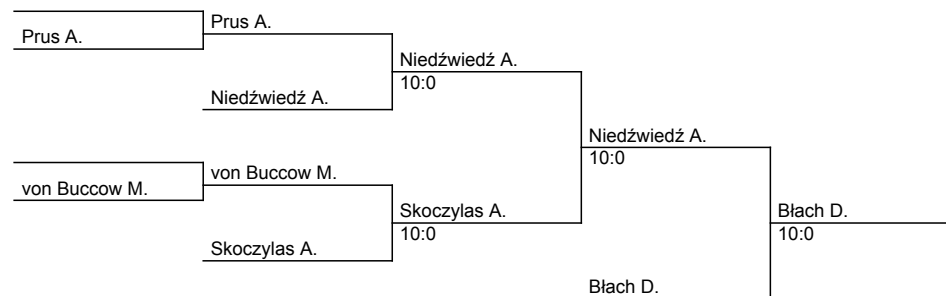 Prus A.
Prus A.
Niedźwiedź A.
10:0
Niedźwiedź A.
Niedźwiedź A.
10:0
von Buccow M.
von Buccow M.
Skoczylas A.
10:0
Skoczylas A.
Błach D.
10:0
Błach D.